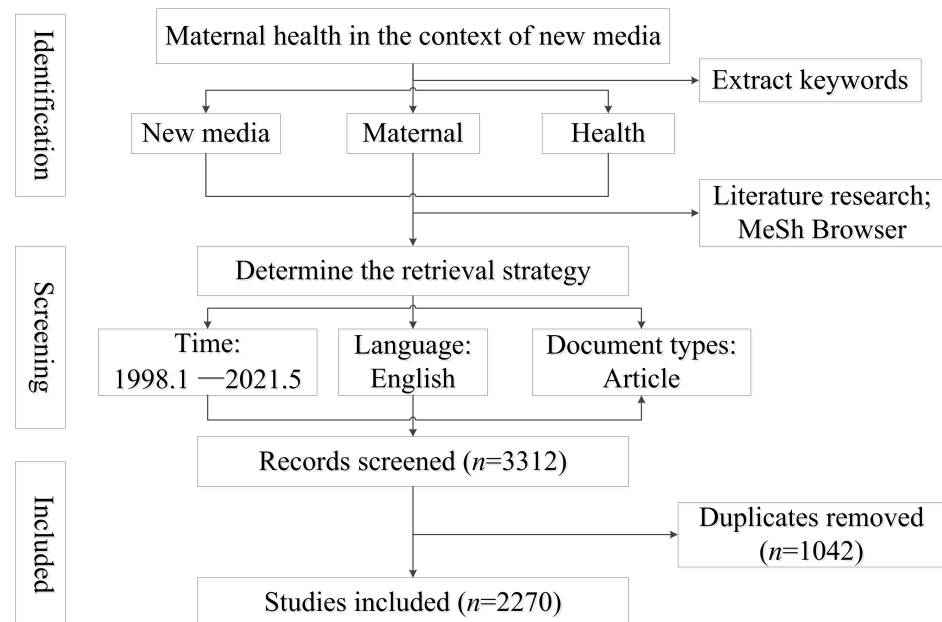 Identification
Maternal health in the context of new media
Extract keywords
New media
Maternal
Health
Literature research;
MeSh Browser
Screening
Determine the retrieval strategy
Time:
1998.1 —2021.5
Language:
English
Document types:
Article
Records screened (n=3312)
Included
Duplicates removed
(n=1042)
Studies included (n=2270)